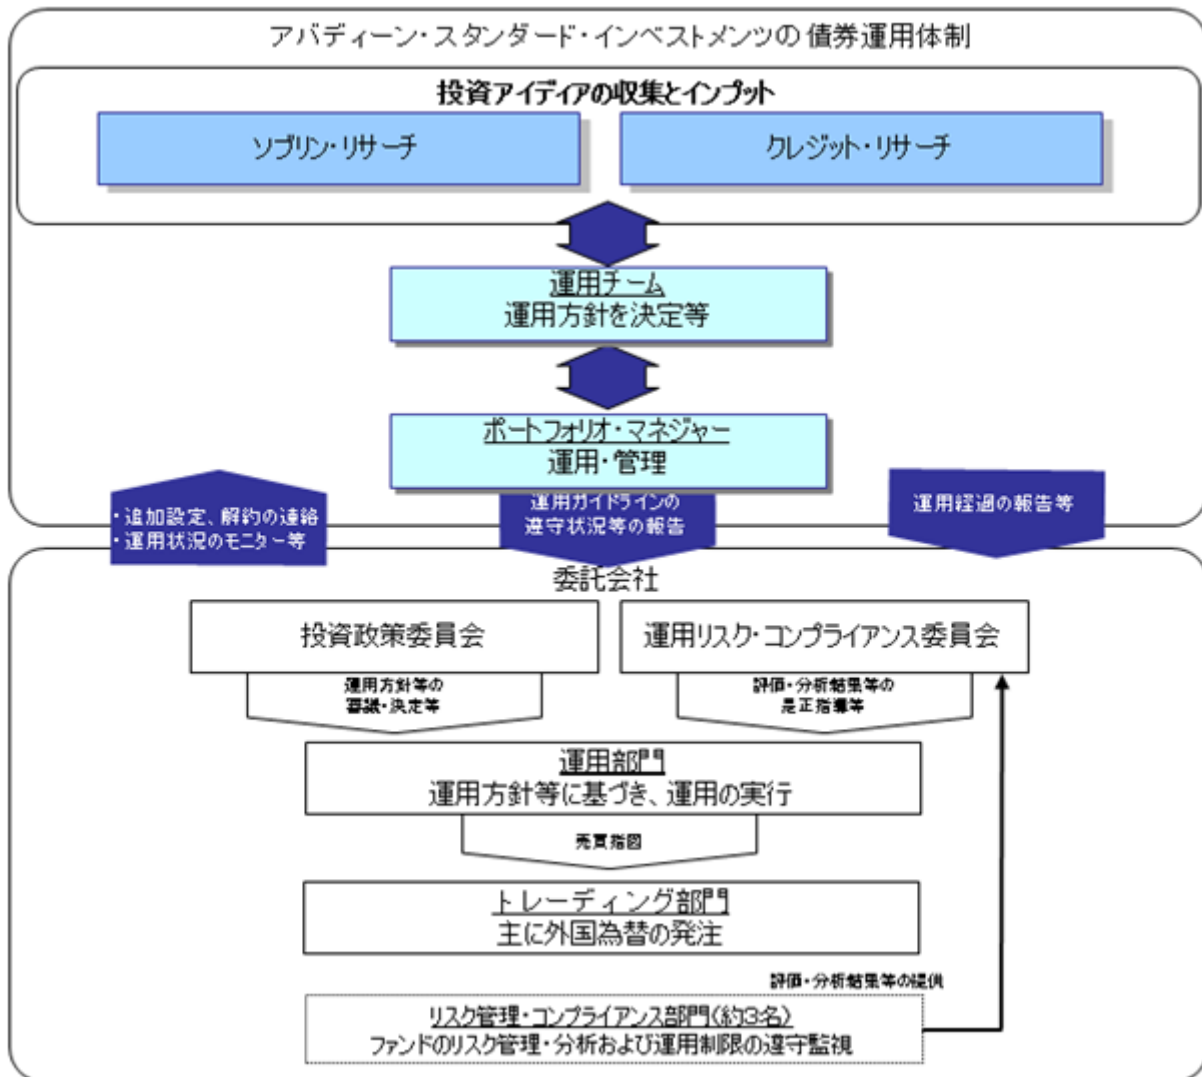 アバディーン・スタンダード・インベストメンツの債券運用体制
投資アイディアの収集とインプット
ソブリン・リサーチ
クレジット・リサーチ
運用チーム
運用方針を決定等
ポートフォリオ・マネジャー
運用・管理
・追加設定、解約の連絡
・運用状況のモニター等
運用ガイドラインの
遵守状況等の報告
運用経過の報告等
委託会社
投資政策委員会
運用リスク・コンプライアンス委員会
運用方針等の
審議・決定等
評価・分析結果等の
是正指導等
運用部門
運用方針等に基づき、運用の実行
売買指図
トレーディング部門
主に外国為替の発注
評価・分析結果等の提供
リスク管理・コンプライアンス部門(約3名)
ファンドのリスク管理・分析および運用制限の遵守監視